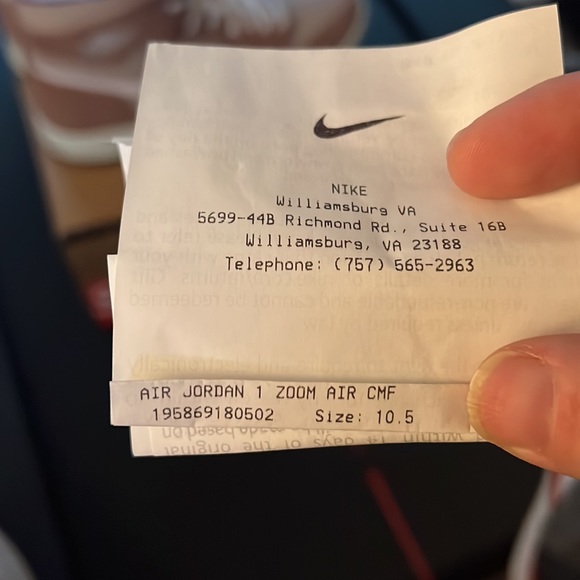 NIKE
Williamsburg VA
5699-44B Richmond Rd., Suite 16B
Williamsburg, VA 23188
Telephone: (757) 565-2963
AIR JORDAN 1 ZOOM AIR CMF
195869180502 Size: 10.5